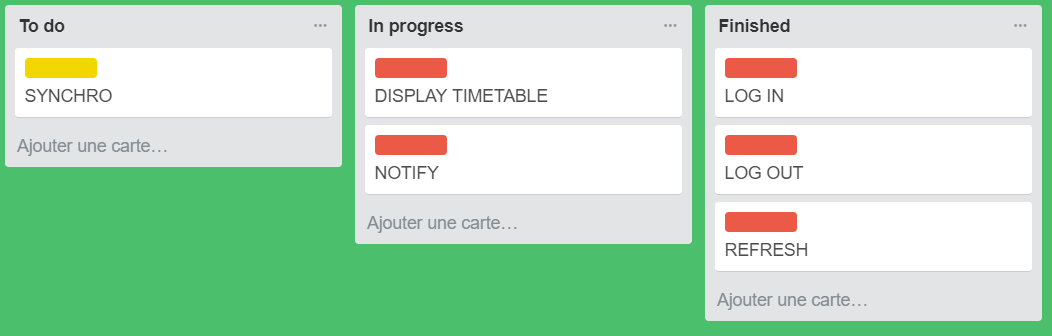 To do
SYNCHRO
Ajouter une carte…
In progress
DISPLAY TIMETABLE
NOTIFY
Ajouter une carte…
Finished
LOG IN
LOG OUT
REFRESH
Ajouter une carte…